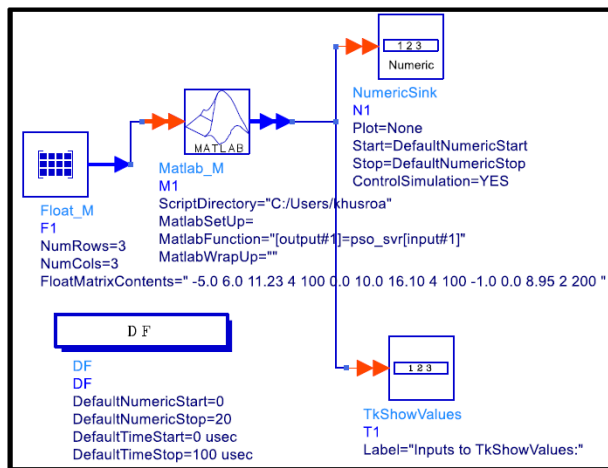 1 2 3
Numeric
NumericSink
N1
Plot=None
Start=DefaultNumericStart
Stop=DefaultNumericStop
ControlSimulation=YES
MATLAB
Matlab_M
M1
ScriptDirectory="C:/Users/khusroa"
MatlabSetUp=
MatlabFunction="[output#1]=pso_svr[input#1]"
MatlabWrapUp=""
Float_M
F1
NumRows=3
NumCols=3
FloatMatrixContents=" -5.0 6.0 11.23 4 100 0.0 10.0 16.10 4 100 -1.0 0.0 8.95 2 200 "
D F
DF
DF
DefaultNumericStart=0
DefaultNumericStop=20
DefaultTimeStart=0 usec
DefaultTimeStop=100 usec
1 2 3
TkShowValues
T1
Label="Inputs to TkShowValues:"